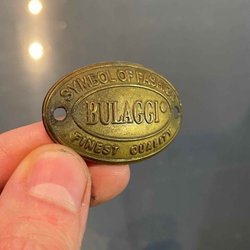 SYMBOL OF
BULAGGI®
FINEST QUALITY